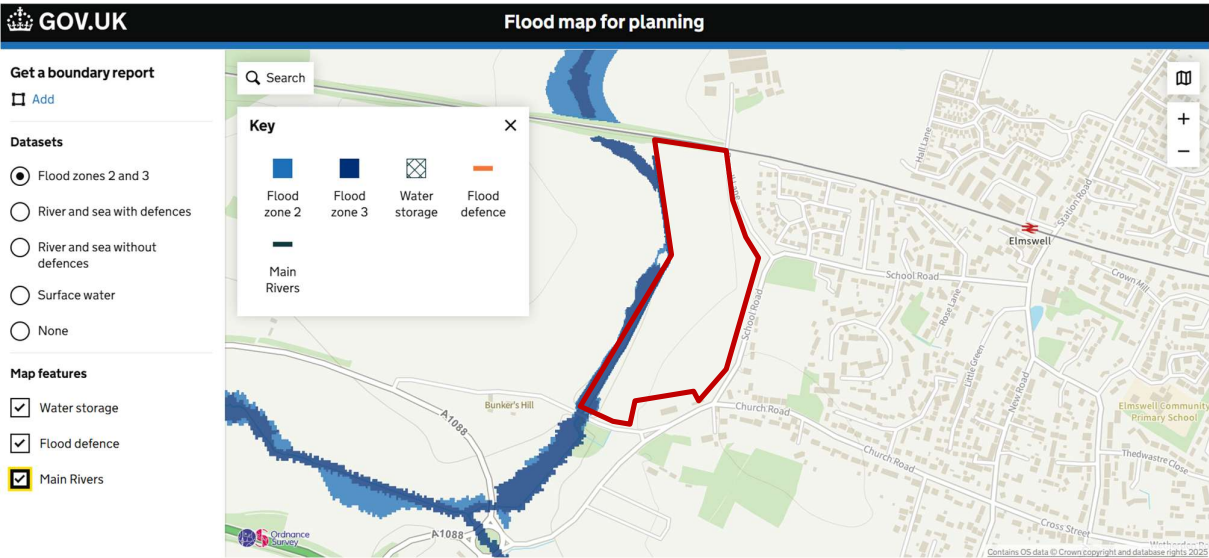 GOV.UK
Flood map for planning
Get a boundary report
Add
Datasets
Flood zones 2 and 3
River and sea with defences
River and sea without
defences
Surface water
None
Map features
Water storage
Flood defence
Main Rivers
Search
Key
Flood
zone 2
Flood
zone 3
Water
storage
Flood
defence
Main
Rivers
Hall Lane
Station Road
Elmswell
School Road
Crown Mill
Rose Lane
School Road
Little Green
New Road
Bunker's Hill
A1088
Church Road
Church Road
Elmswell Community
Primary School
Thedwastre Close
Cross Street
A1088
Ordnance
Survey
Contains OS data © Crown copyright and database rights 2025